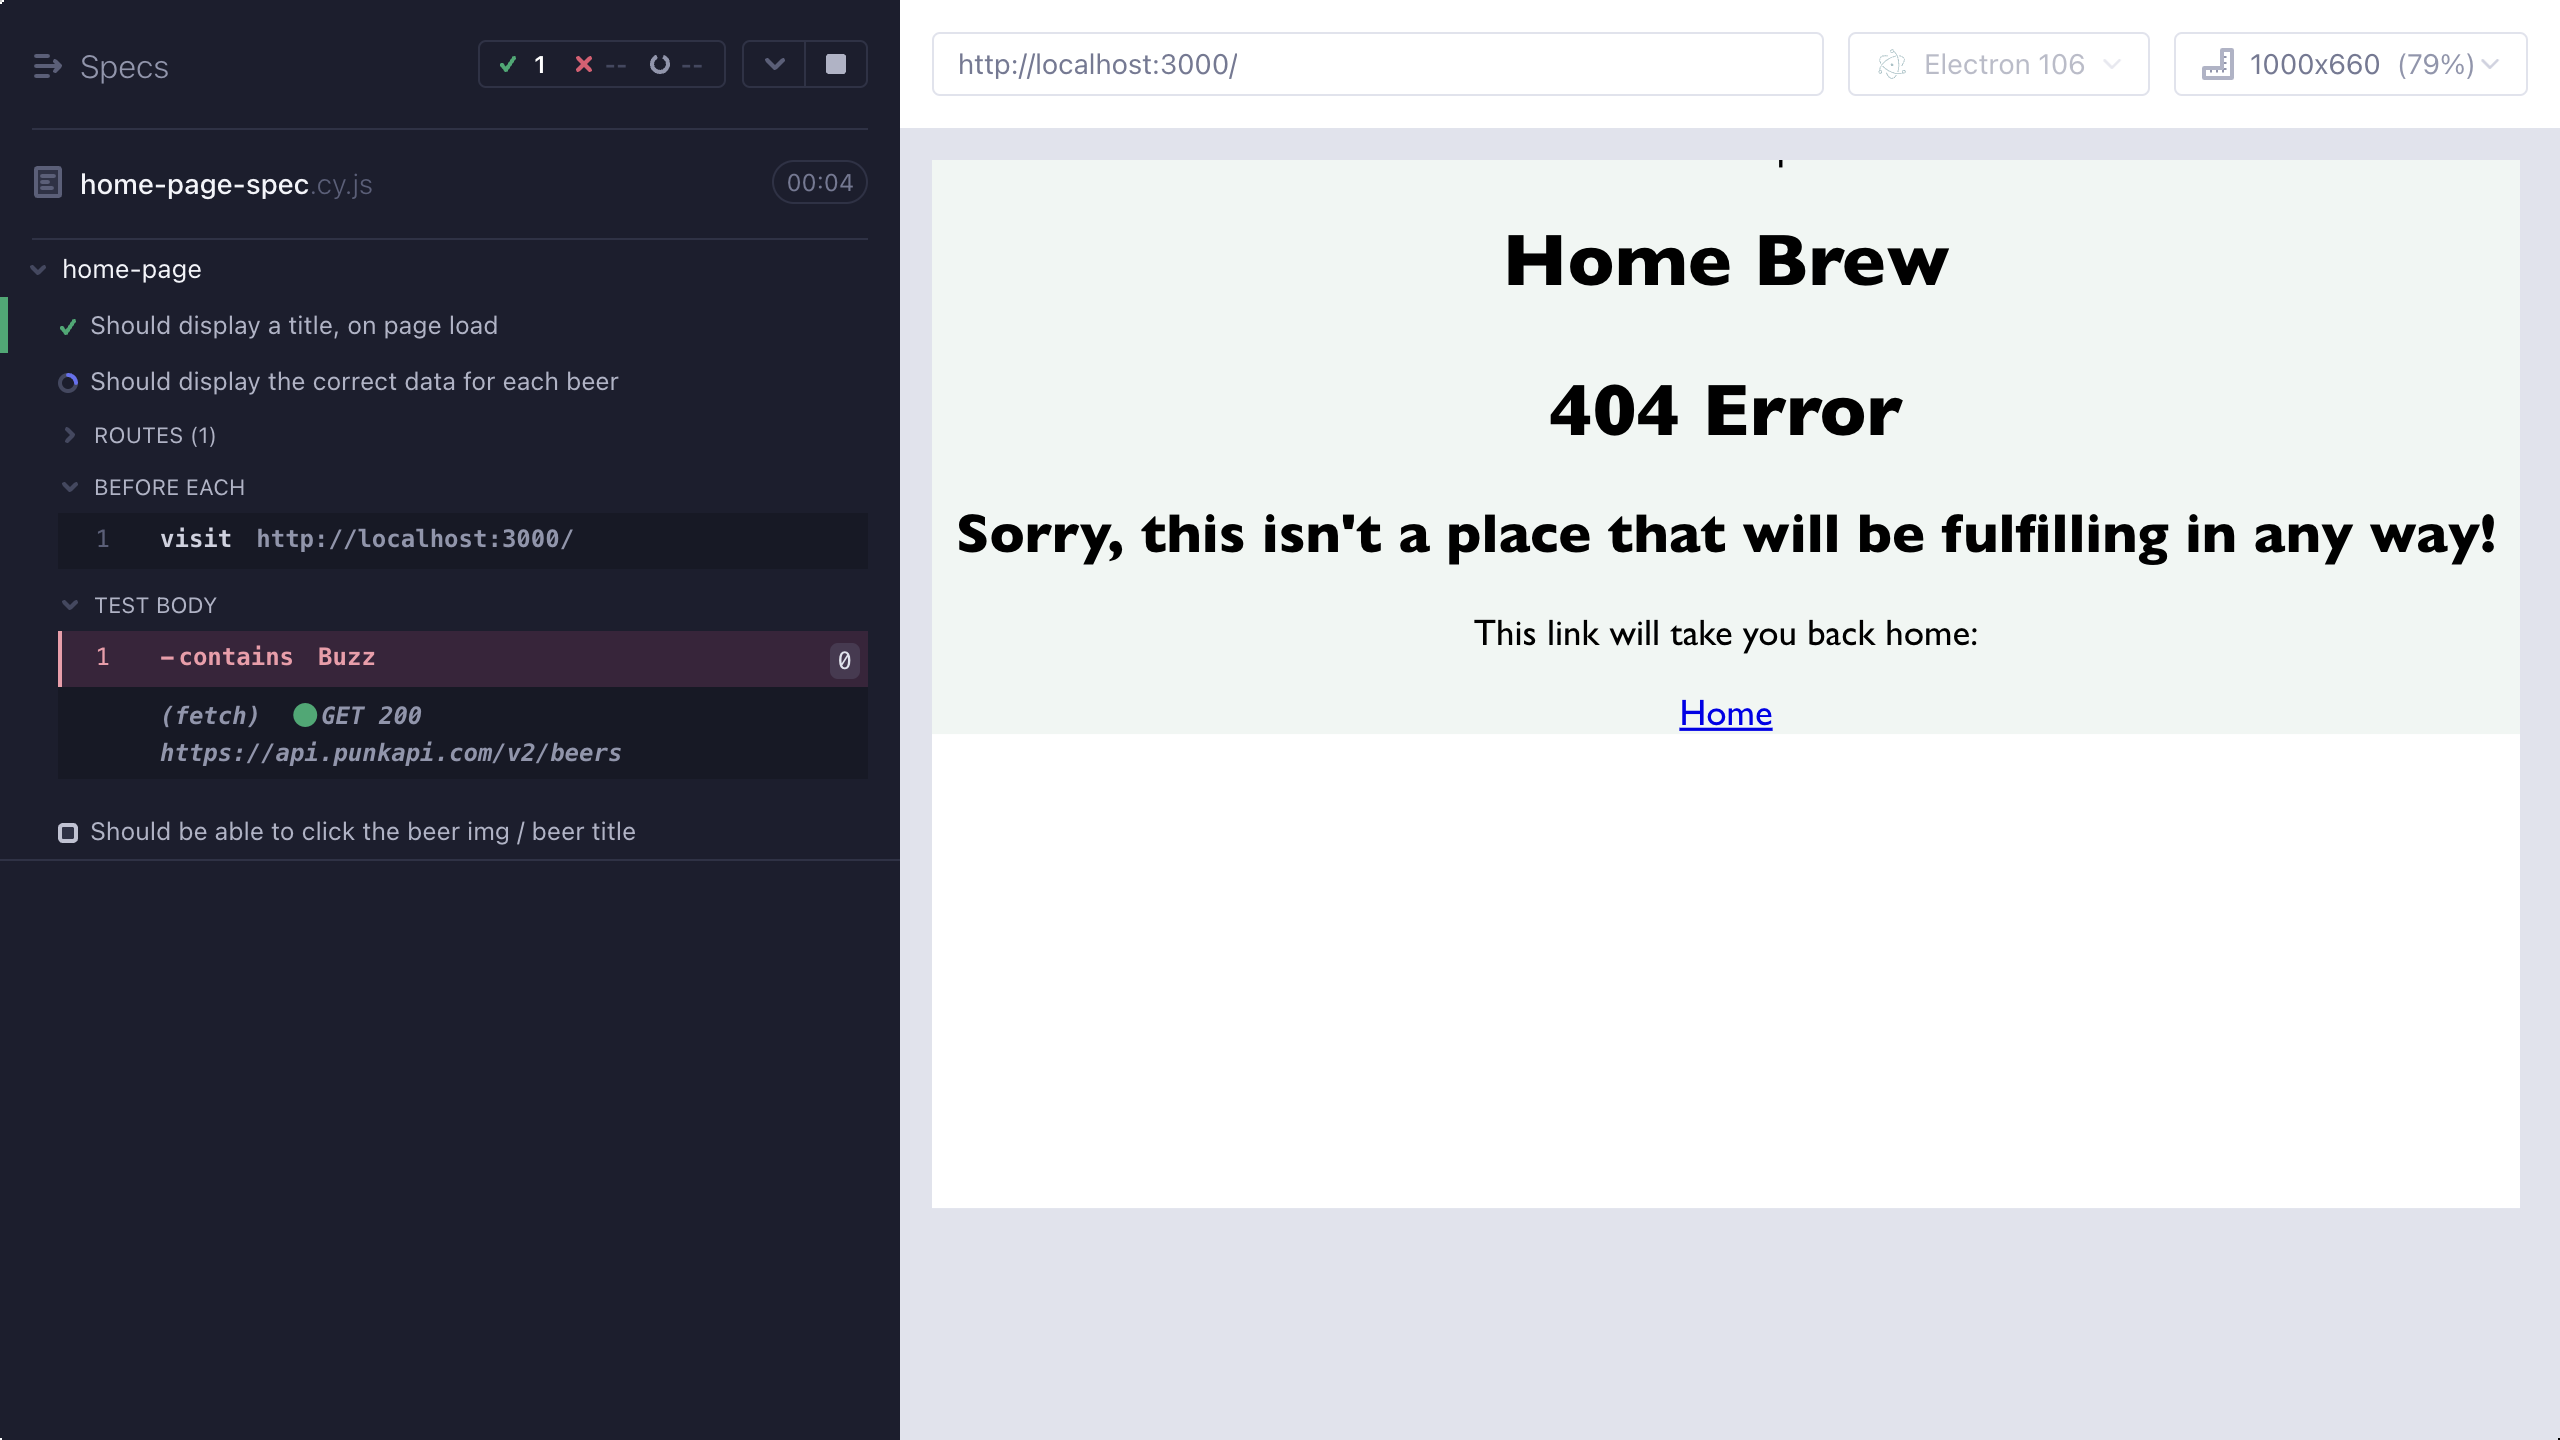 Specs
1 -- --
home-page-spec.cy.js
00:04
home-page
Should display a title, on page load
Should display the correct data for each beer
ROUTES (1)
BEFORE EACH
1 visit http://localhost:3000/
TEST BODY
1 -contains Buzz 0
(fetch) GET 200
https://api.punkapi.com/v2/beers
Should be able to click the beer img / beer title
http://localhost:3000/
Electron 106
1000x660 (79%)
Home Brew
404 Error
Sorry, this isn't a place that will be fulfilling in any way!
This link will take you back home:
Home